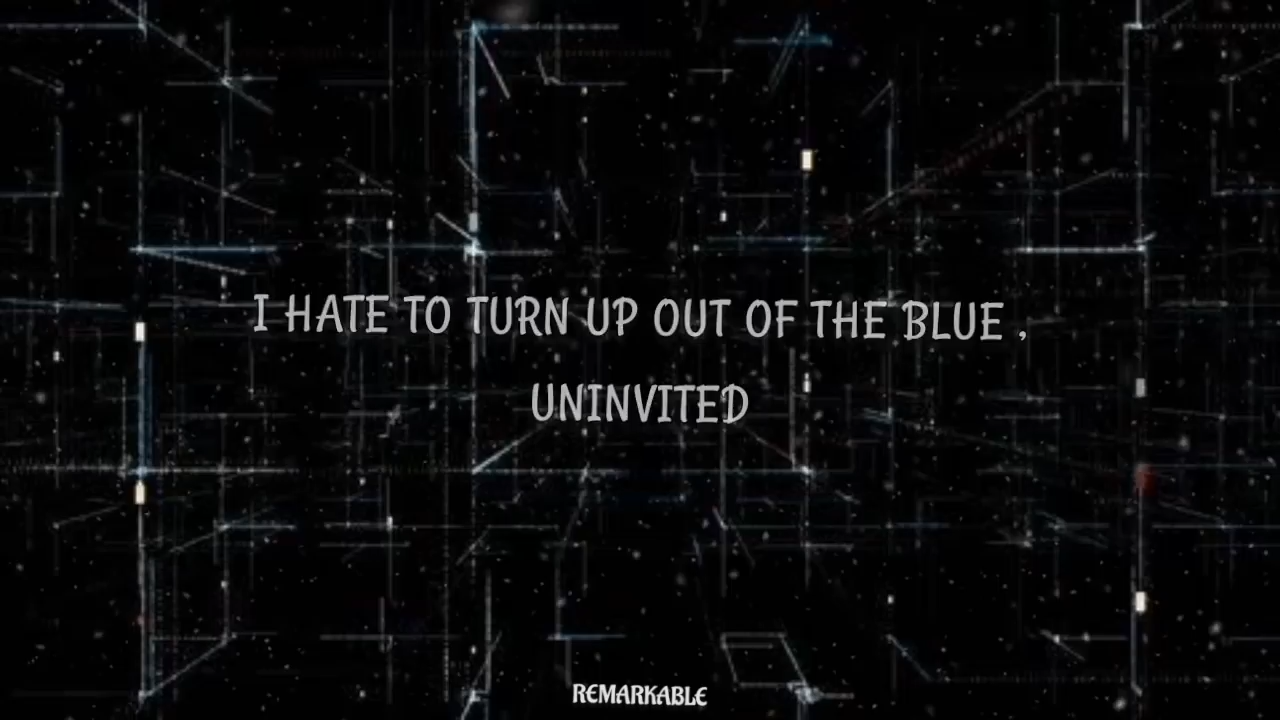 I HATE TO TURN UP OUT OF THE BLUE ,
UNINVITED
REMARKABLE